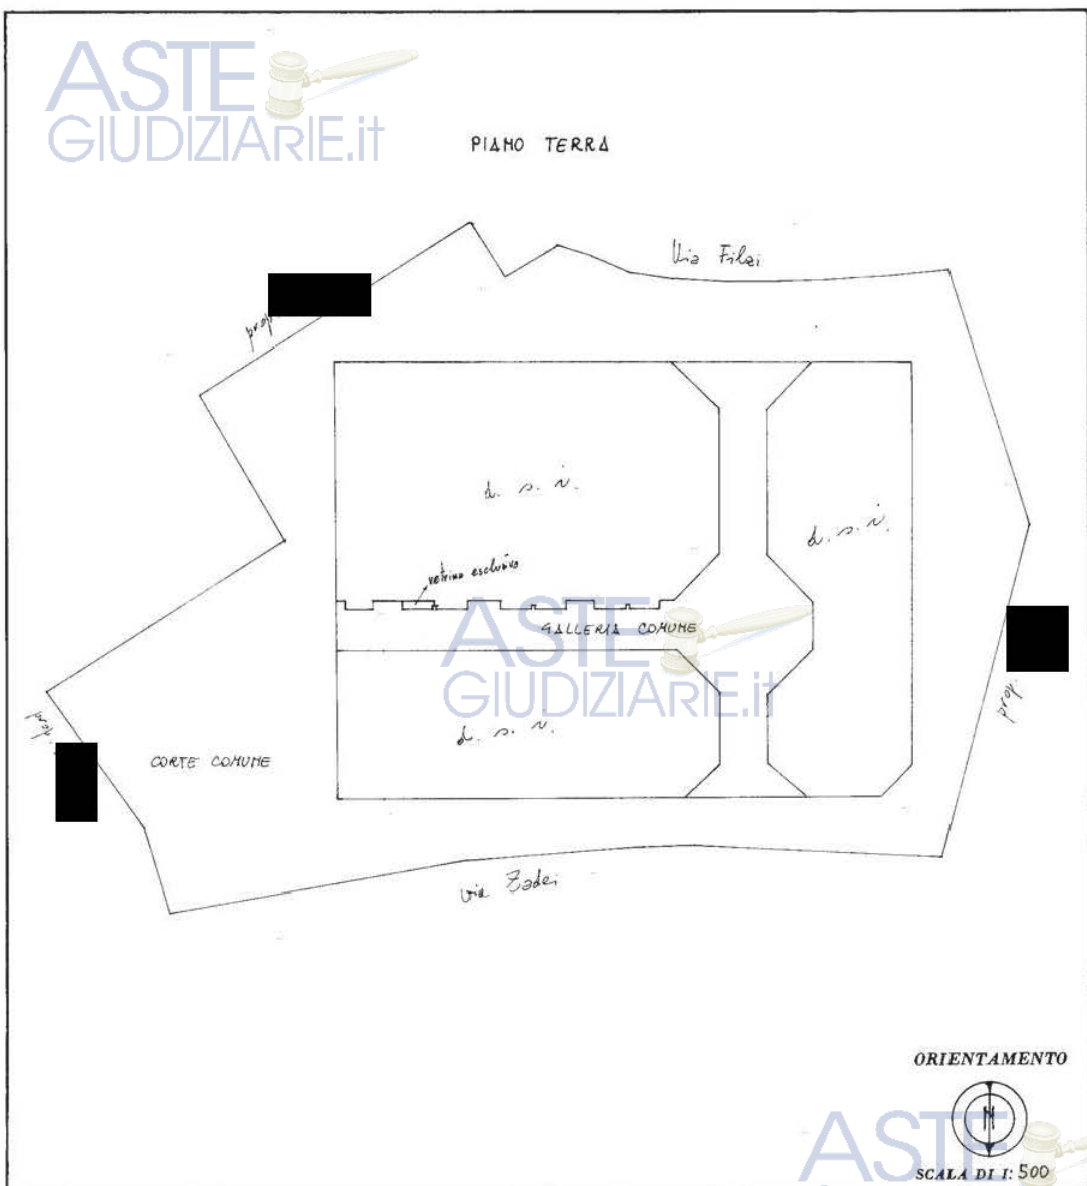 ASTE
GIUDIZIARIE.it
PIANO TERRA
Via Filzi
prop.
d. s. v.
d. s. v.
vetrina esclusiva
GALLERIA COMUNE
ASTE
GIUDIZIARIE.it
prop.
prop.
d. s. v.
CORTE COMUNE
via Zadei
ORIENTAMENTO
N
ASTE
SCALA DI 1: 500